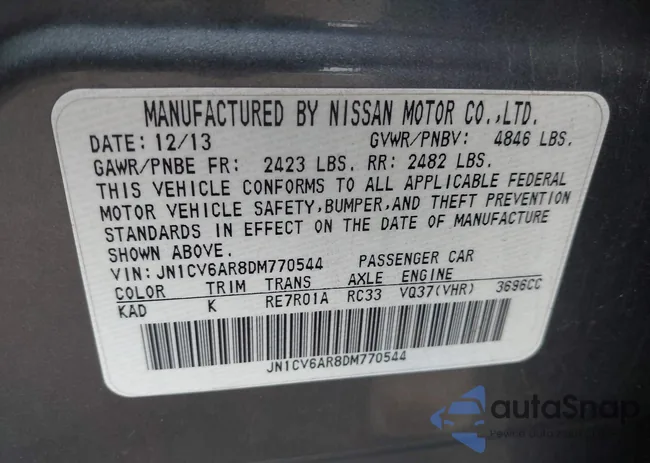 MANUFACTURED BY NISSAN MOTOR CO.,LTD.
DATE: 12/13 GVWR/PNBV: 4846 LBS.
GAWR/PNBE FR: 2423 LBS. RR: 2482 LBS.
THIS VEHICLE CONFORMS TO ALL APPLICABLE FEDERAL
MOTOR VEHICLE SAFETY,BUMPER,AND THEFT PREVENTION
STANDARDS IN EFFECT ON THE DATE OF MANUFACTURE
SHOWN ABOVE.
VIN: JN1CV6AR8DM770544 PASSENGER CAR
COLOR TRIM TRANS AXLE ENGINE
KAD K RE7R01A RC33 VQ37(VHR) 3696CC
JN1CV6AR8DM770544
autaSnap